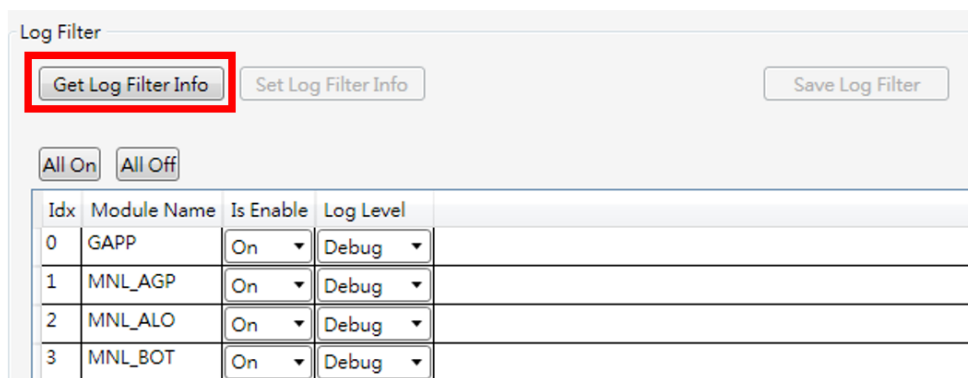 Log Filter
Get Log Filter Info Set Log Filter Info Save Log Filter
All On All Off
Idx Module Name Is Enable Log Level
0 GAPP On Debug
1 MNL_AGP On Debug
2 MNL_ALO On Debug
3 MNL_BOT On Debug